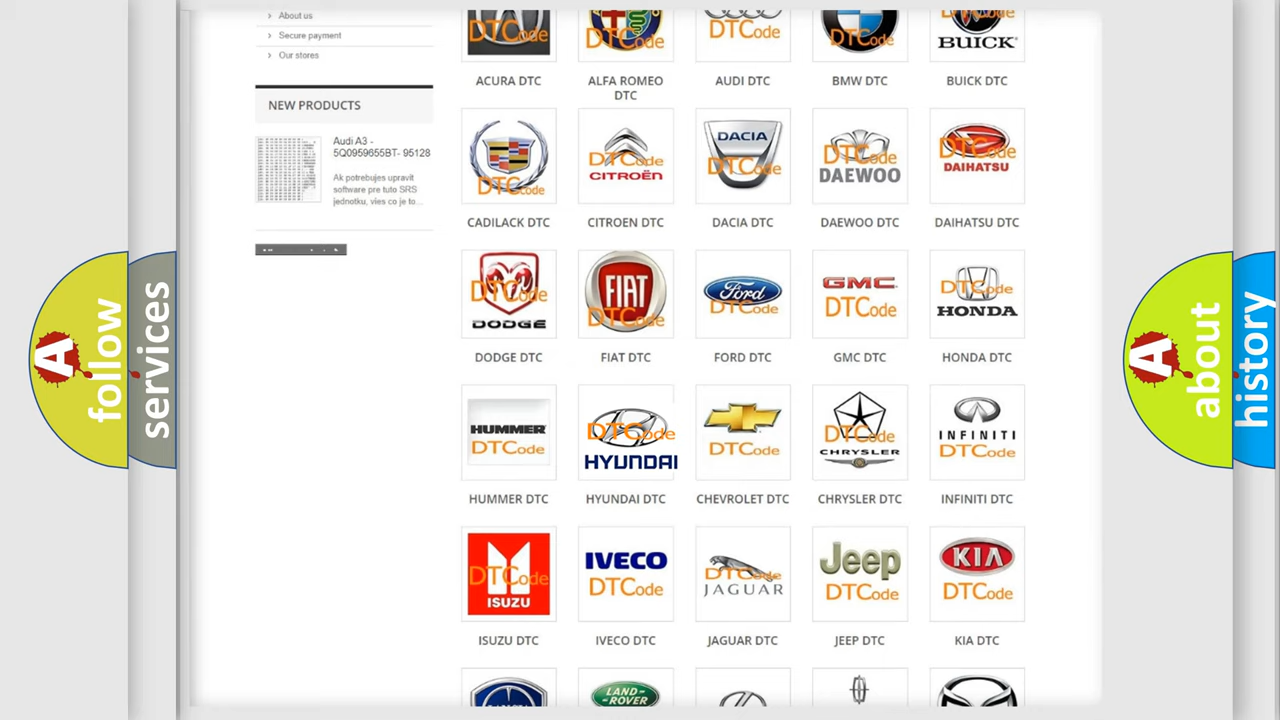 About us
Secure payment
Our stores
NEW PRODUCTS
Audi A3 -
5Q0959655BT- 95128
Ak potrebujes upravit
software pre tuto SRS
jednotku, vies co je to...
DTCode DTCode DTCode DTCode BUICK
ACURA DTC ALFA ROMEO DTC AUDI DTC BMW DTC BUICK DTC
DTCode DTCode CITROËN DACIA DTCode DTCode DAEWOO DTCode DAIHATSU
CADILACK DTC CITROEN DTC DACIA DTC DAEWOO DTC DAIHATSU DTC
DTCode DODGE FIAT DTCode Ford DTCode GMC DTCode DTCode HONDA
DODGE DTC FIAT DTC FORD DTC GMC DTC HONDA DTC
HUMMER DTCode DTCode HYUNDAI DTCode DTCode CHRYSLER INFINITI DTCode
HUMMER DTC HYUNDAI DTC CHEVROLET DTC CHRYSLER DTC INFINITI DTC
DTCode ISUZU IVECO DTCode DTCode JAGUAR Jeep DTCode KIA DTCode
ISUZU DTC IVECO DTC JAGUAR DTC JEEP DTC KIA DTC
LAND-
ROVER
A follow
services
A about
history